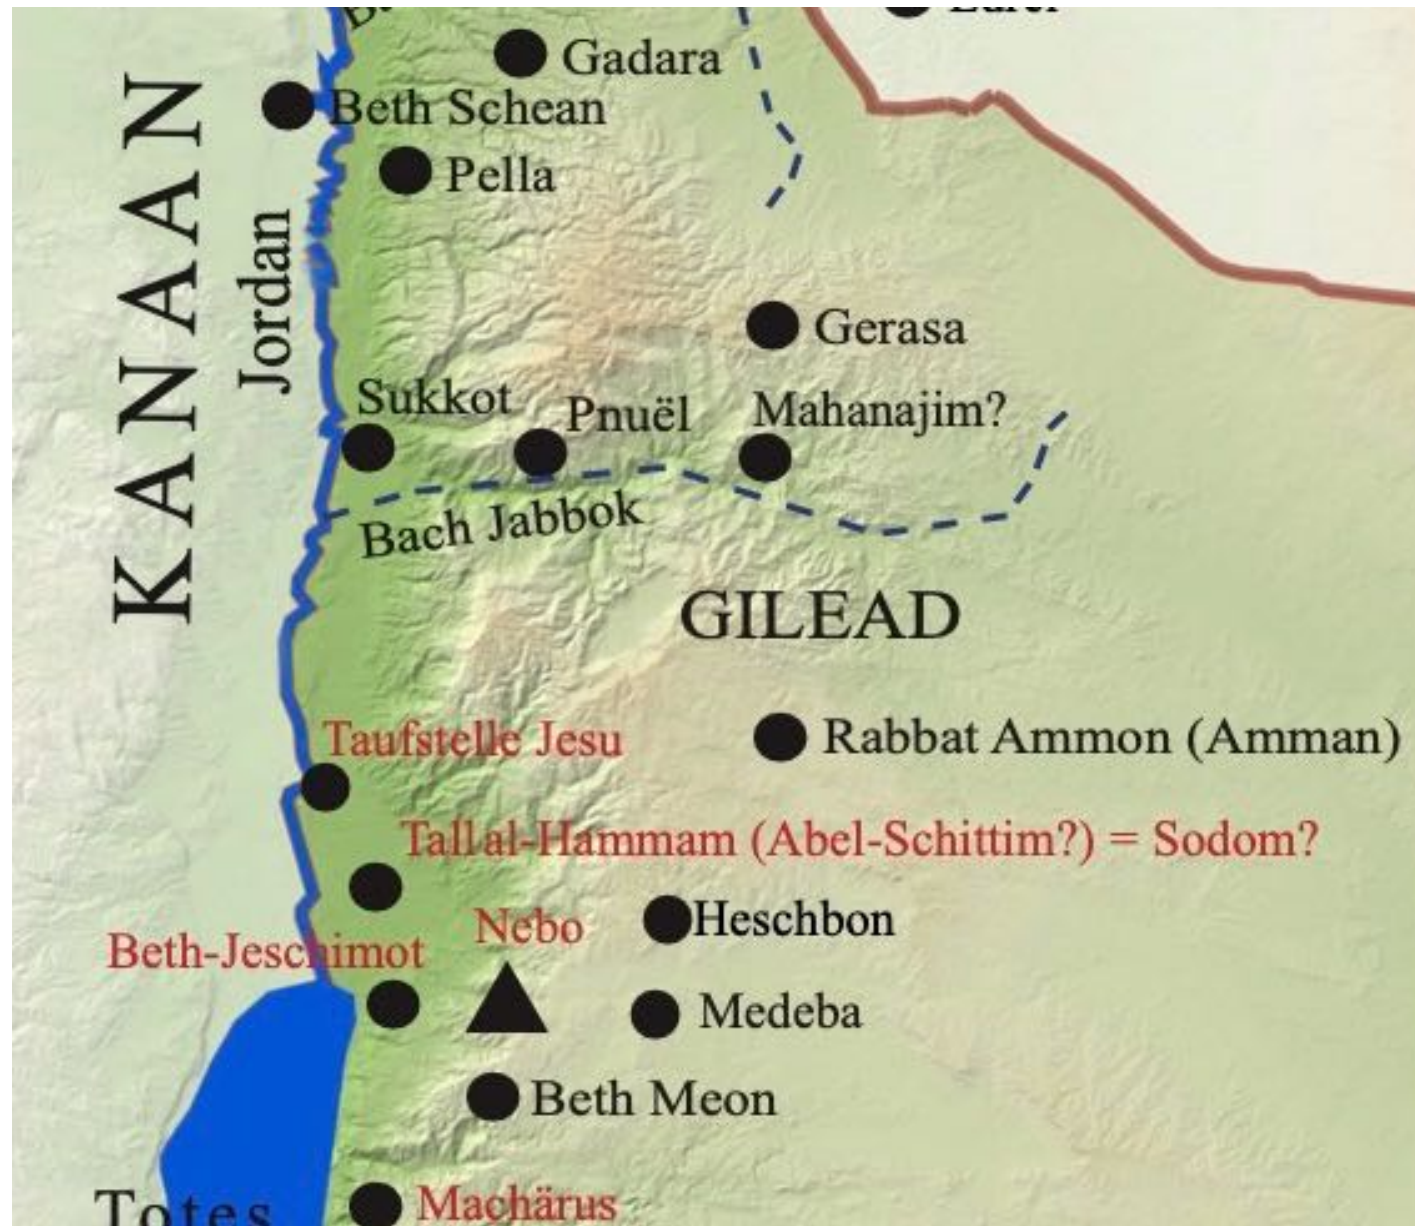 Gadara
Beth Schean
Pella
KANAAN
Jordan
Gerasa
Sukkot
Pnuël
Mahanajim?
Bach Jabbok
GILEAD
Taufstelle Jesu
Rabbat Ammon (Amman)
Tall al-Hammam (Abel-Schittim?) = Sodom?
Nebo
Heschbon
Beth-Jeschimot
Medeba
Beth Meon
Totes
Machärus